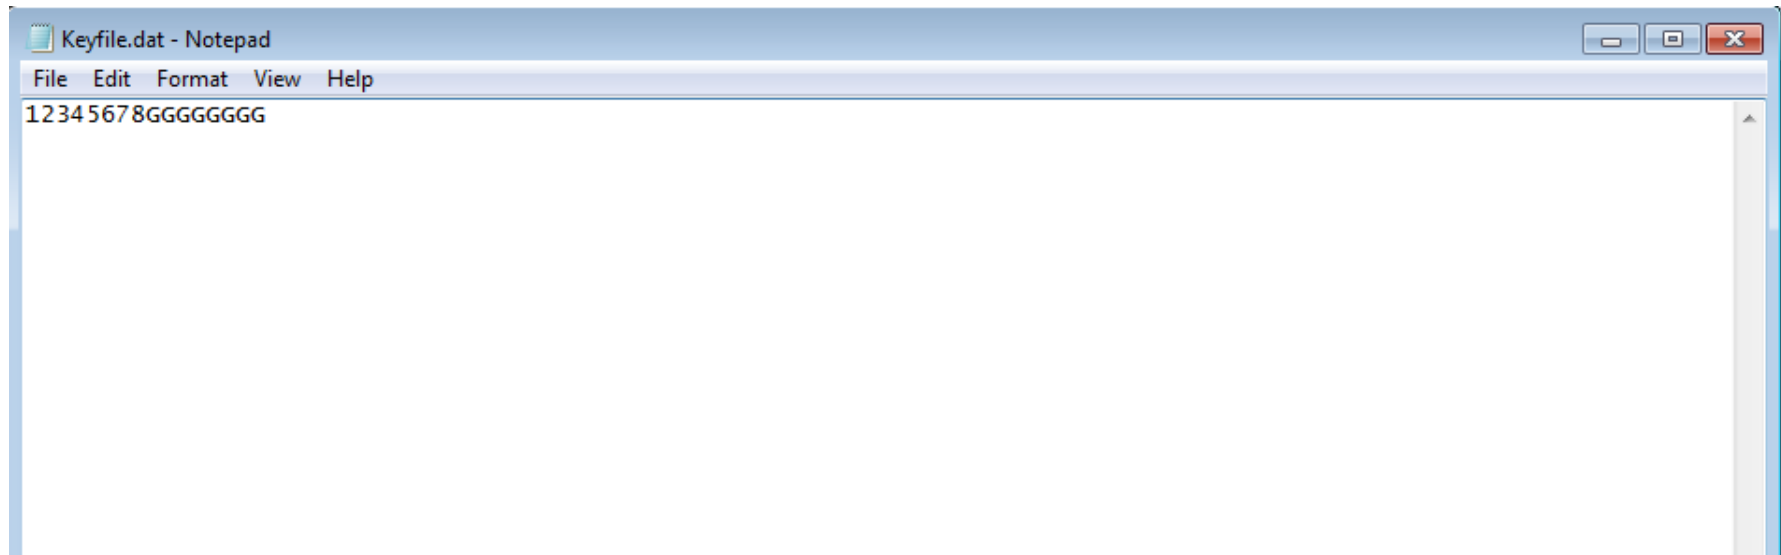 Keyfile.dat - Notepad
File Edit Format View Help
12345678GGGGGGGG